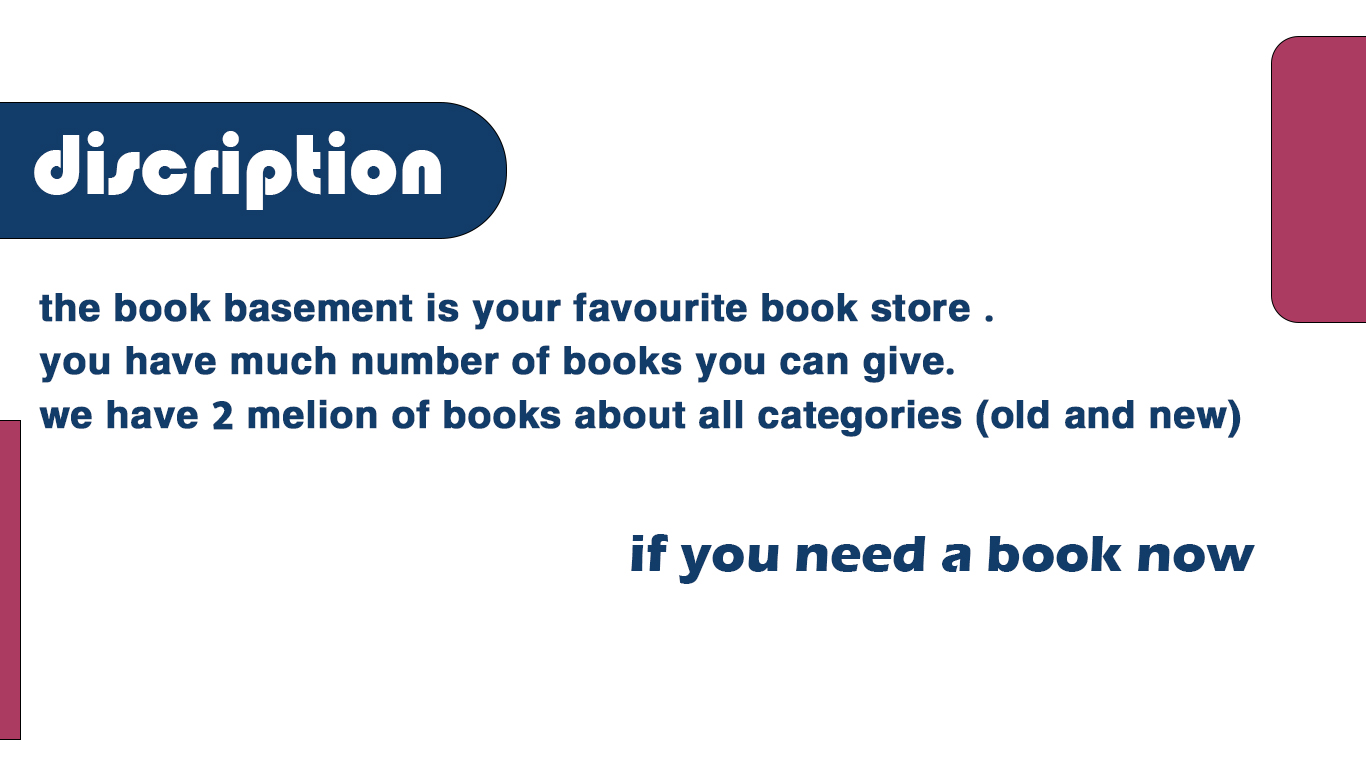 discription
the book basement is your favourite book store .
you have much number of books you can give.
we have 2 melion of books about all categories (old and new)
if you need a book now